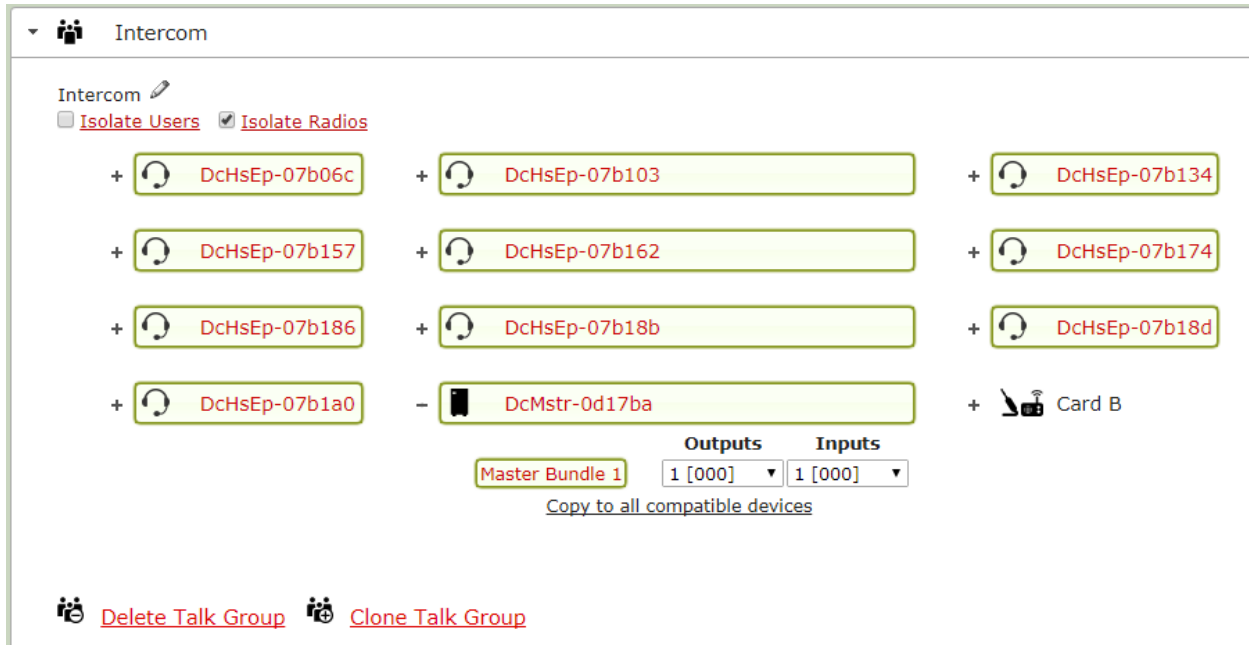 Intercom
Intercom
Isolate Users Isolate Radios
+ DcHsEp-07b06c + DcHsEp-07b103 + DcHsEp-07b134
+ DcHsEp-07b157 + DcHsEp-07b162 + DcHsEp-07b174
+ DcHsEp-07b186 + DcHsEp-07b18b + DcHsEp-07b18d
+ DcHsEp-07b1a0 − DcMstr-0d17ba + Card B
Outputs Inputs
Master Bundle 1 1 [000] 1 [000]
Copy to all compatible devices
Delete Talk Group Clone Talk Group